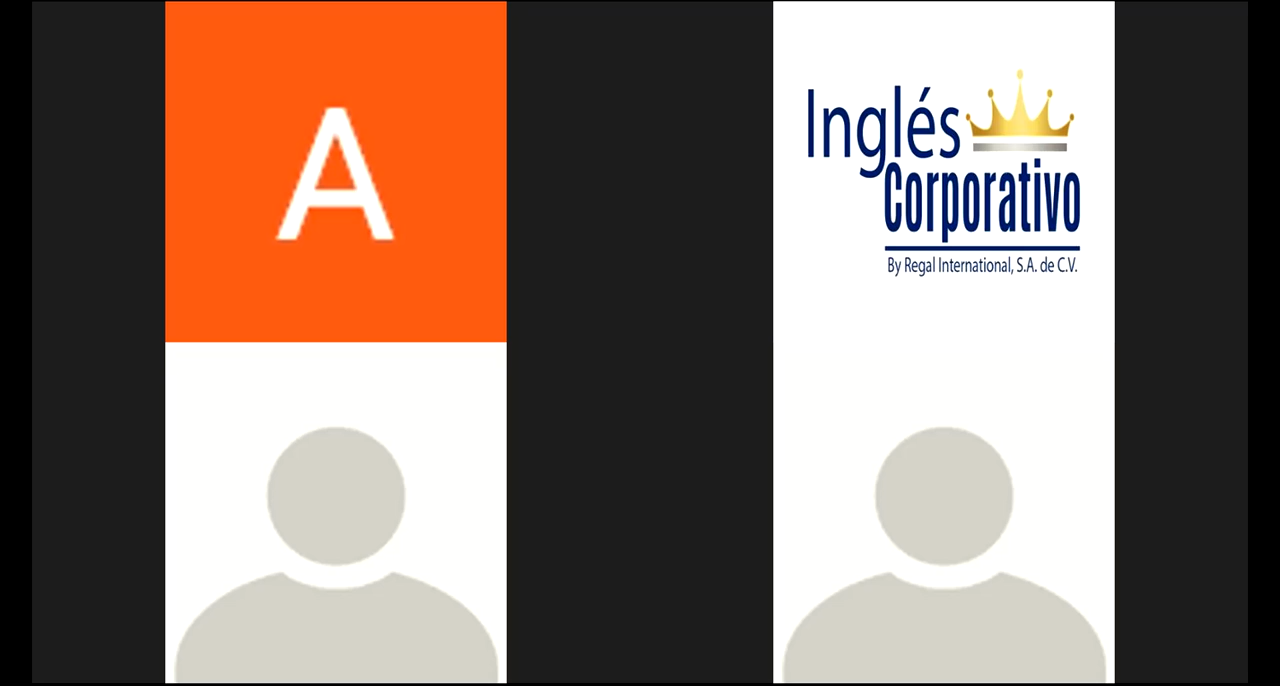 A
Inglés
Corporativo
By Regal International, S.A. de C.V.